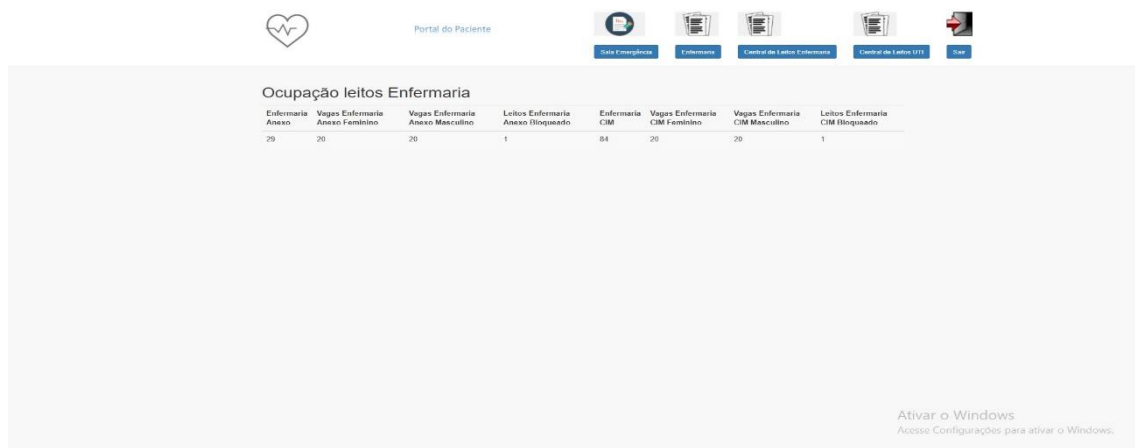 Portal do Paciente
Sala Emergência Enfermaria Central de Leitos Enfermaria Central de Leitos UTI Sair
Ocupação leitos Enfermaria
Enfermaria Vagas Enfermaria Vagas Enfermaria Leitos Enfermaria Enfermaria Vagas Enfermaria Vagas Enfermaria Leitos Enfermaria
Anexo Anexo Feminino Anexo Masculino Anexo Bloqueado CIM CIM Feminino CIM Masculino CIM Bloqueado
29 20 20 1 84 20 20 1
Ativar o Windows
Acesse Configurações para ativar o Windows.